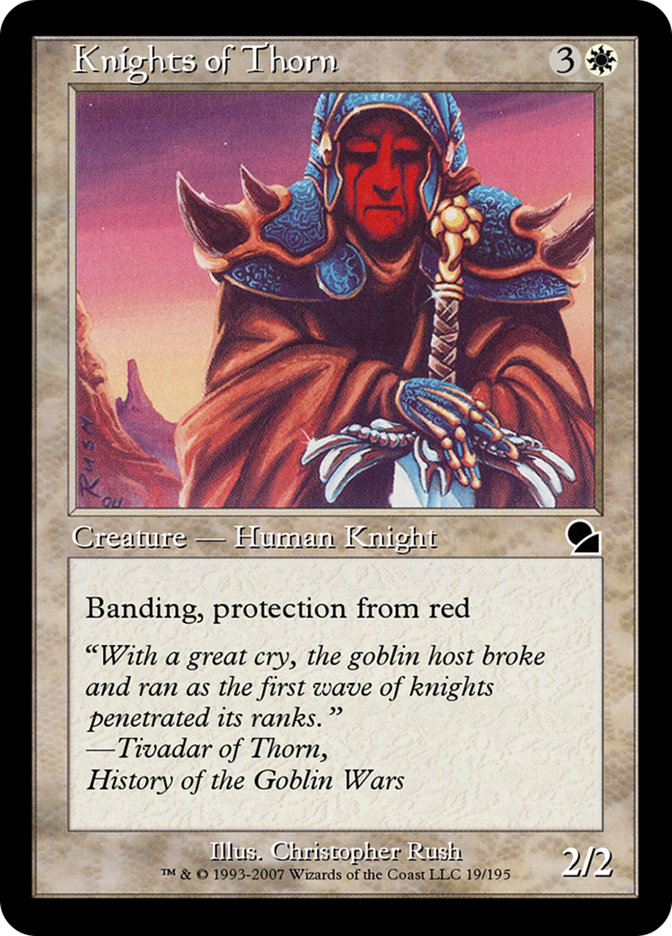 Knights of Thorn 3
RUSH
94
Creature — Human Knight
Banding, protection from red
“With a great cry, the goblin host broke
and ran as the first wave of knights
penetrated its ranks.”
—Tivadar of Thorn,
History of the Goblin Wars
Illus. Christopher Rush
™ & © 1993-2007 Wizards of the Coast LLC 19/195
2/2